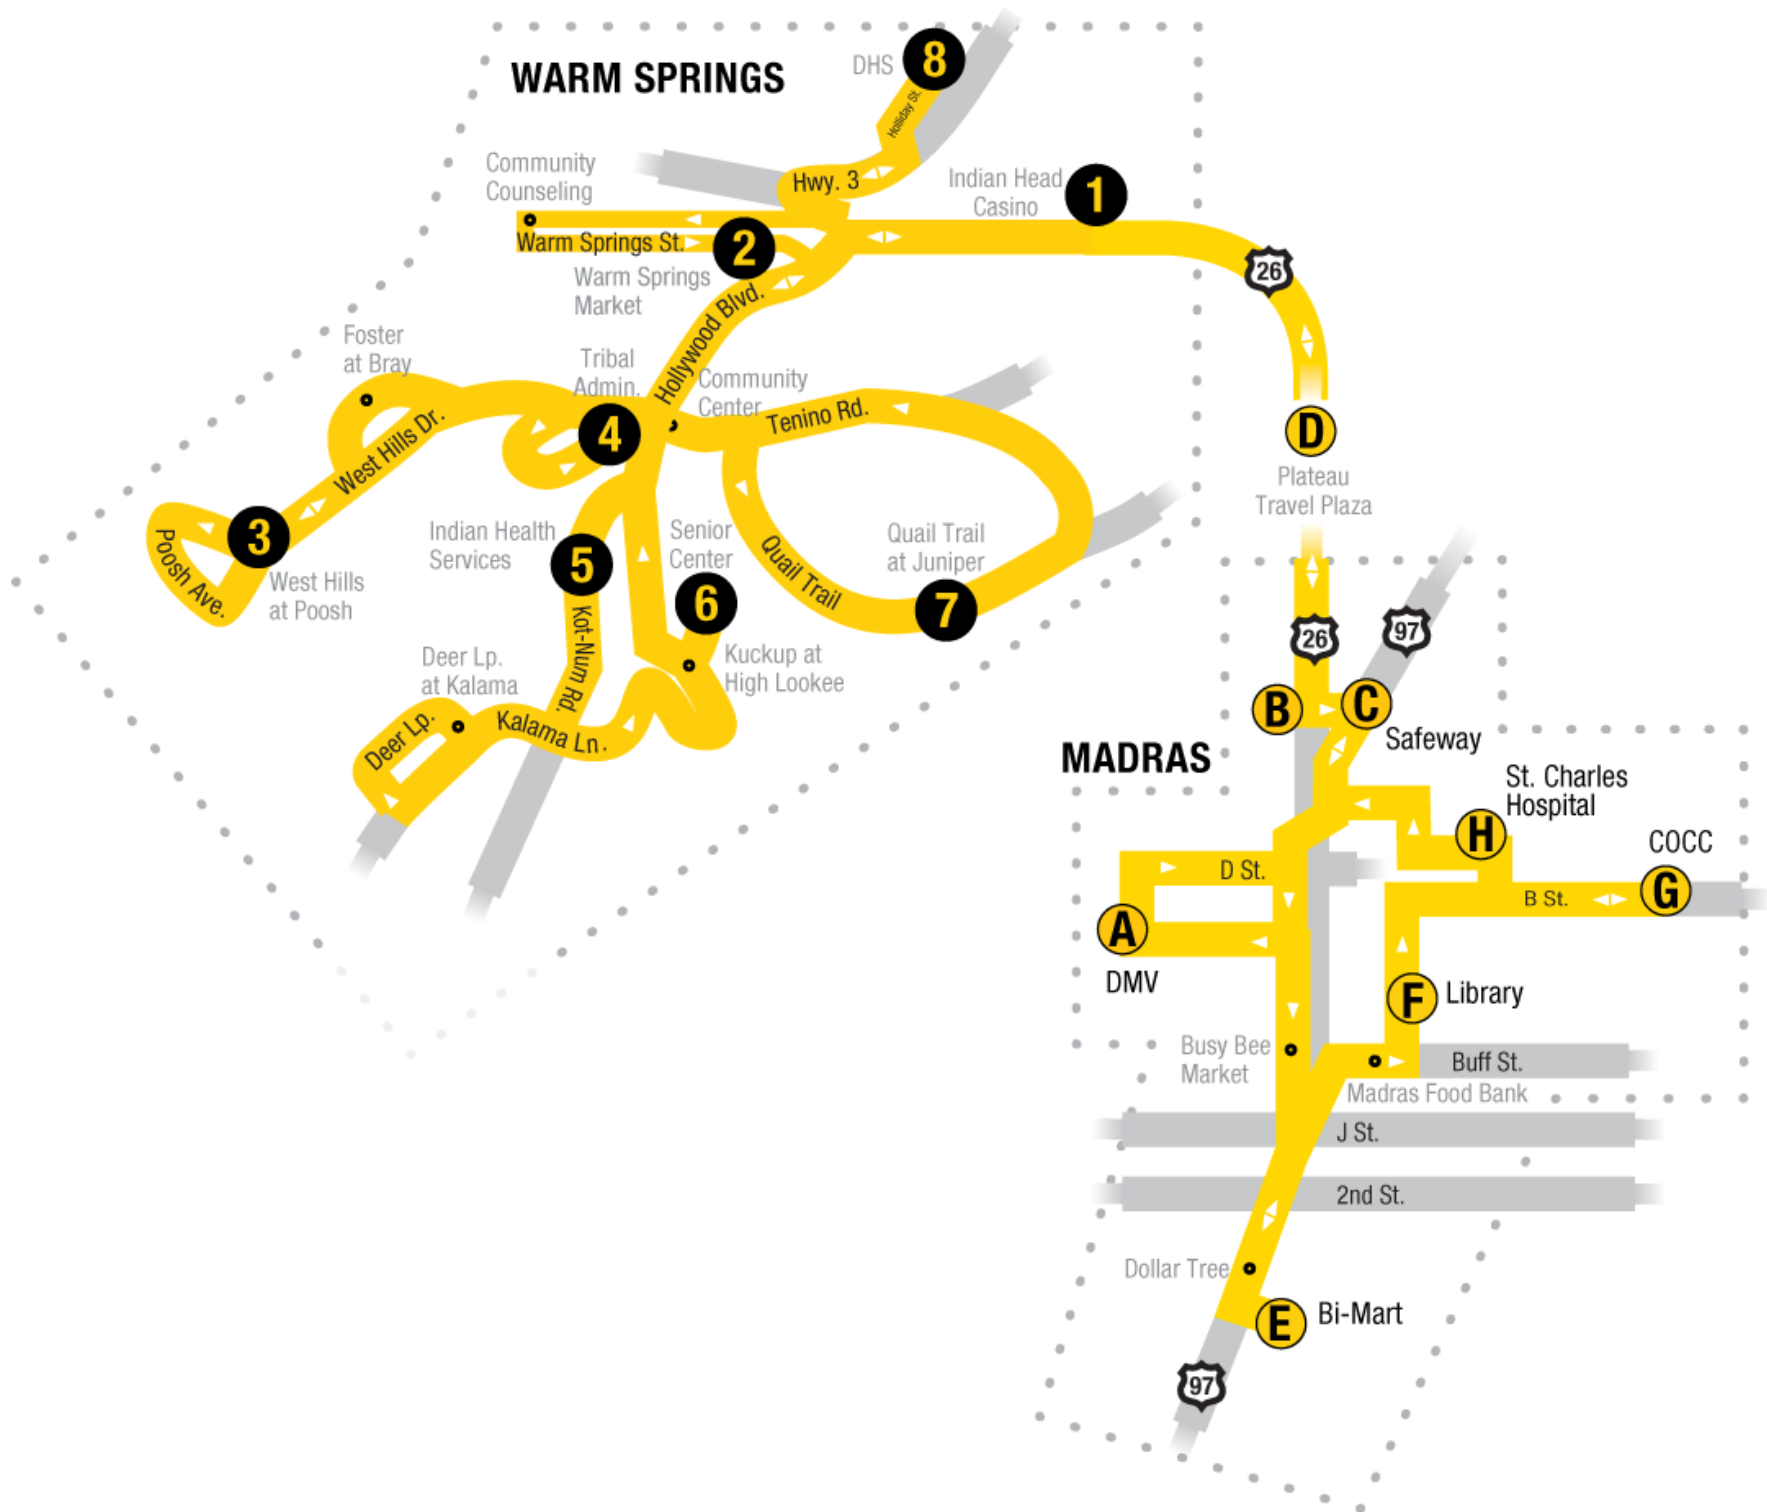 WARM SPRINGS
DHS
8
Holliday St.
Community
Counseling
Hwy. 3
Indian Head
Casino
1
Warm Springs St.
2
Warm Springs
Market
26
Hollywood Blvd.
Foster
at Bray
Tribal
Admin.
4
Community
Center
Tenino Rd.
D
Plateau
Travel Plaza
West Hills Dr.
3
Poosh Ave.
West Hills
at Poosh
Indian Health
Services
5
Senior
Center
6
Quail Trail
Quail Trail
at Juniper
7
Kot-Num Rd.
Kuckup at
High Lookee
Deer Lp.
at Kalama
Deer Lp.
Kalama Ln.
26
97
B
C
Safeway
MADRAS
St. Charles
Hospital
H
COCC
G
D St.
B St.
A
DMV
F
Library
Busy Bee
Market
Buff St.
Madras Food Bank
J St.
2nd St.
Dollar Tree
E
Bi-Mart
97